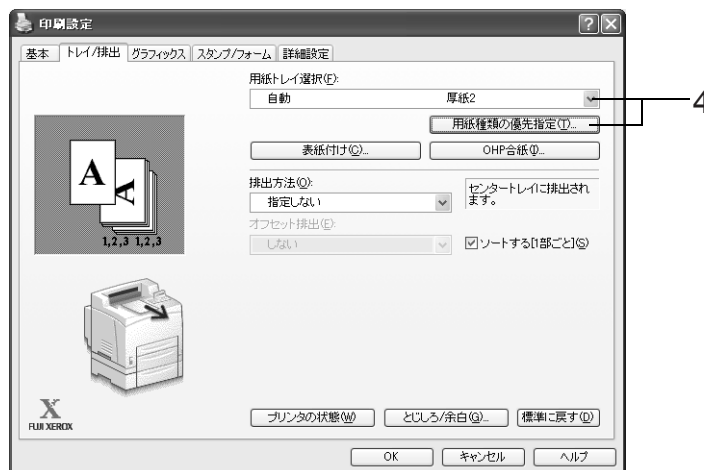 印刷設定
基本 トレイ/排出 グラフィックス スタンプ/フォーム 詳細設定
用紙トレイ選択(F):
自動 厚紙2
4
用紙種類の優先指定(T)...
表紙付け(C)... OHP合紙(I)...
排出方法(O):
指定しない
センタートレイに排出されます。
オフセット排出(E):
しない
ソートする[1部ごと](S)
A A
1,2,3 1,2,3
X
FUJI XEROX
プリンタの状態(W) とじしろ/余白(G)... 標準に戻す(D)
OK キャンセル ヘルプ